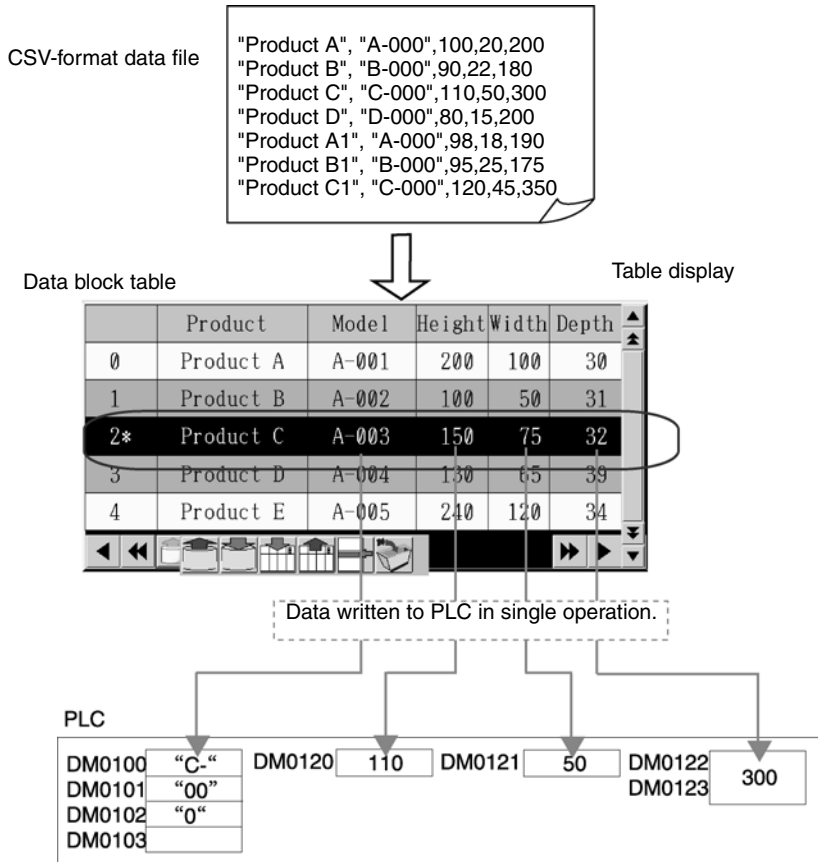 CSV-format data file
"Product A", "A-000",100,20,200
"Product B", "B-000",90,22,180
"Product C", "C-000",110,50,300
"Product D", "D-000",80,15,200
"Product A1", "A-000",98,18,190
"Product B1", "B-000",95,25,175
"Product C1", "C-000",120,45,350
Data block table
Table display
Product Model Height Width Depth
0 Product A A-001 200 100 30
1 Product B A-002 100 50 31
2* Product C A-003 150 75 32
3 Product D A-004 130 65 39
4 Product E A-005 240 120 34
Data written to PLC in single operation.
PLC
DM0100 “C-“ DM0120 110 DM0121 50 DM0122 300
DM0101 “00” DM0123
DM0102 “0“
DM0103